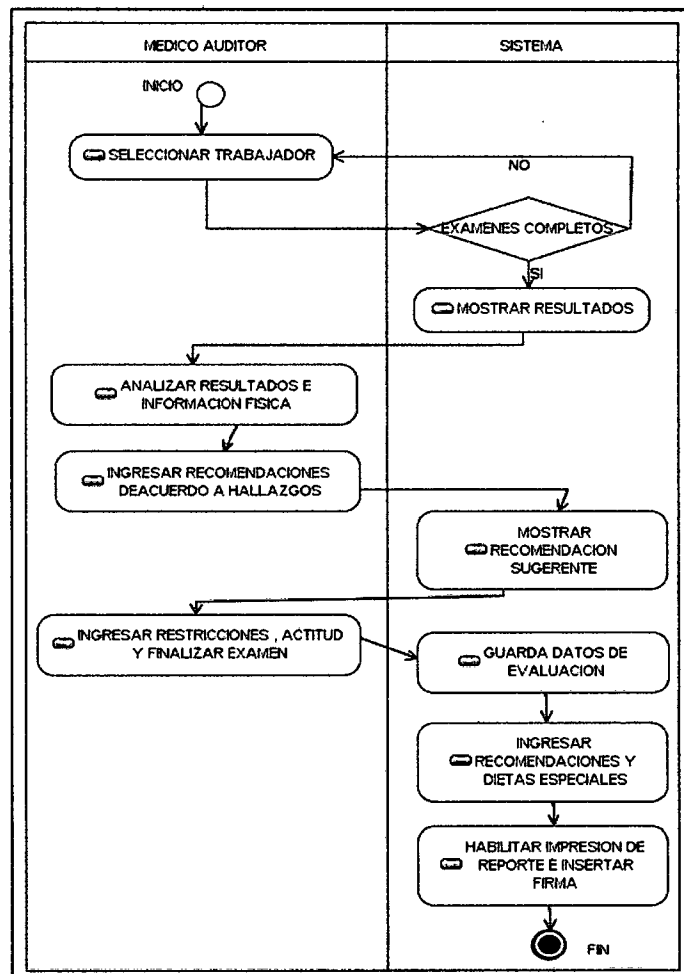 MEDICO AUDITOR
SISTEMA
INICIO
SELECCIONAR TRABAJADOR
NO
EXAMENES COMPLETOS
SI
MOSTRAR RESULTADOS
ANALIZAR RESULTADOS E
INFORMACION FISICA
INGRESAR RECOMENDACIONES
DEACUERDO A HALLAZGOS
MOSTRAR
RECOMENDACION
SUGERENTE
INGRESAR RESTRICCIONES , ACTITUD
Y FINALIZAR EXAMEN
GUARDA DATOS DE
EVALUACION
INGRESAR
RECOMENDACIONES Y
DIETAS ESPECIALES
HABILITAR IMPRESION DE
REPORTE E INSERTAR
FIRMA
FIN